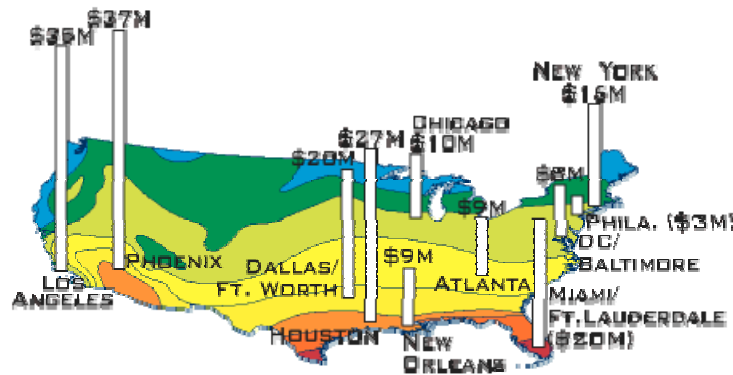 $37M
$35M
NEW YORK
$16M
CHICAGO
$10M
$27M
$20M
$6M
$9M
PHILA. ($3M)
DC/
BALTIMORE
PHOENIX
LOS
ANGELES
DALLAS/
FT. WORTH
$9M
ATLANTA
MIAMI/
FT.LAUDERDALE
($20M)
HOUSTON
NEW
ORLEANS